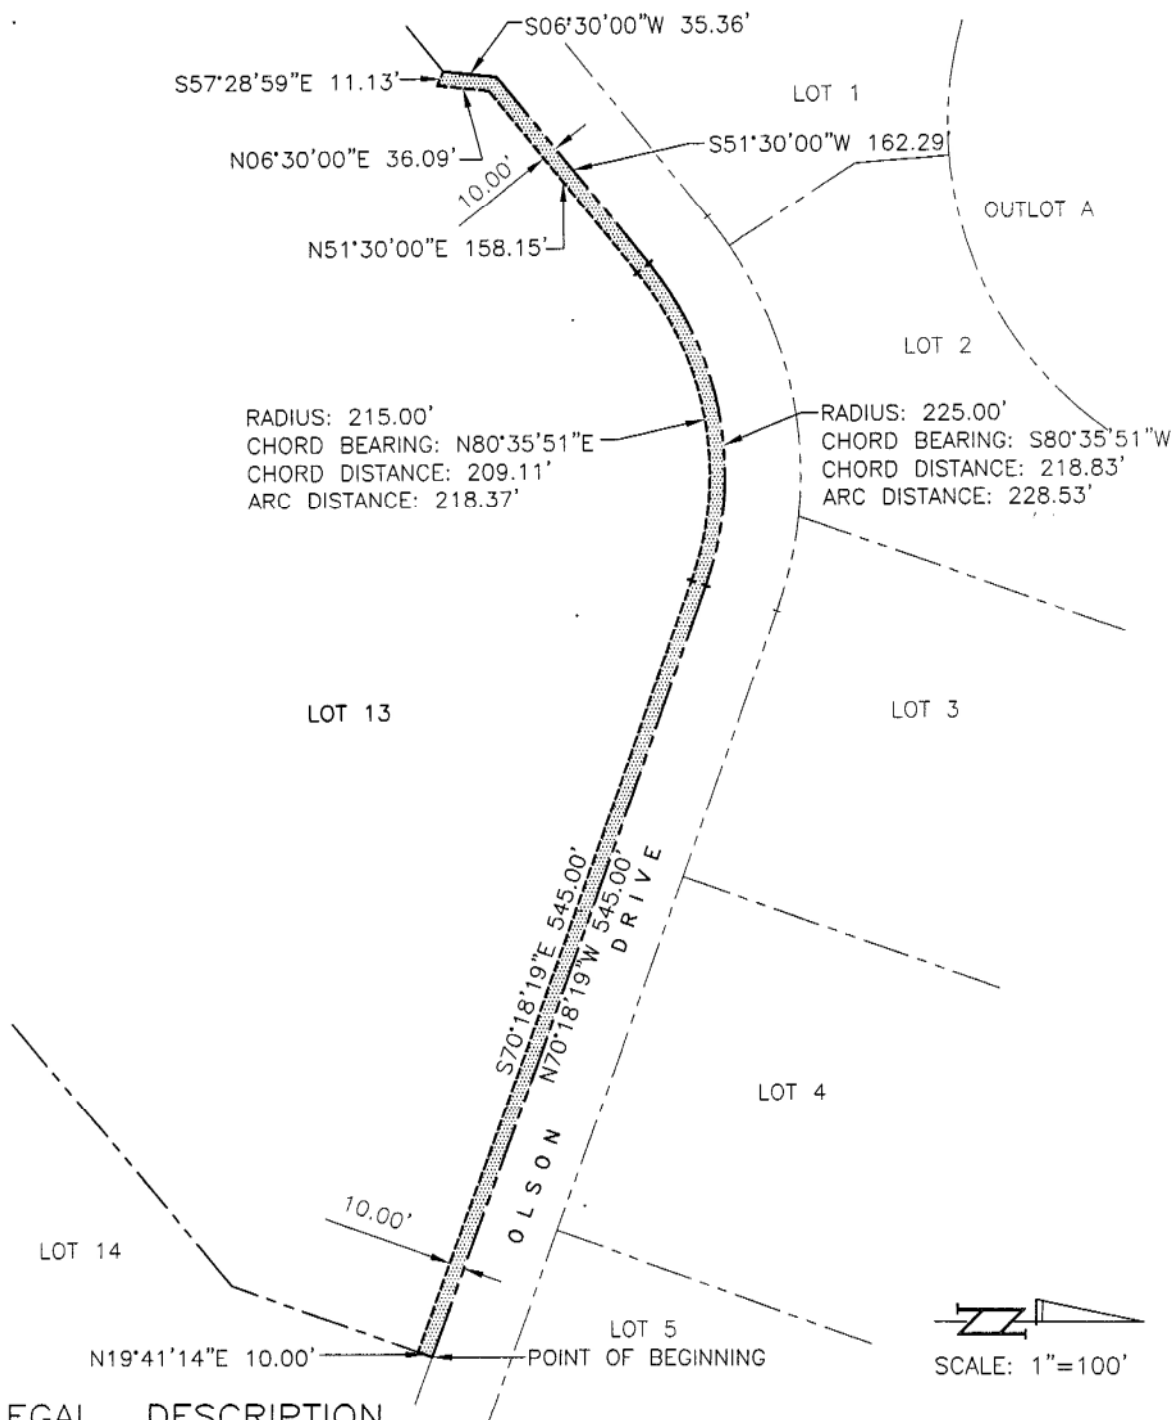 S06°30'00"W 35.36'
S57°28'59"E 11.13'
LOT 1
N06°30'00"E 36.09'
S51°30'00"W 162.29'
10.00'
OUTLOT A
N51°30'00"E 158.15'
LOT 2
RADIUS: 215.00'
CHORD BEARING: N80°35'51"E
CHORD DISTANCE: 209.11'
ARC DISTANCE: 218.37'
RADIUS: 225.00'
CHORD BEARING: S80°35'51"W
CHORD DISTANCE: 218.83'
ARC DISTANCE: 228.53'
LOT 13
LOT 3
S70°18'19"E 545.00'
N70°18'19"W 545.00'
OLSON DRIVE
LOT 4
10.00'
LOT 14
LOT 5
N19°41'14"E 10.00'
POINT OF BEGINNING
N
SCALE: 1"=100'
EGAL DESCRIPTION